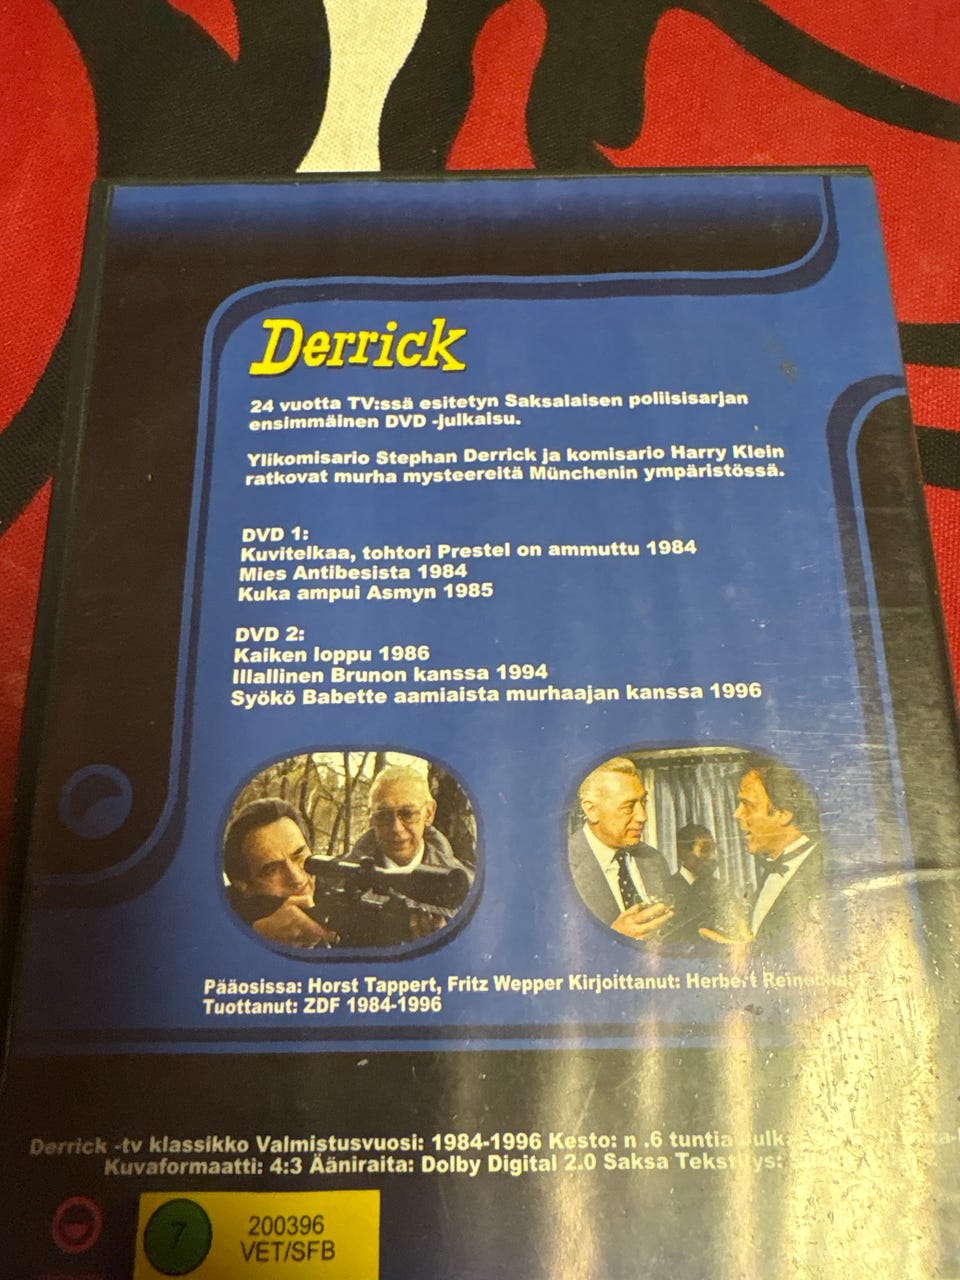 Derrick
24 vuotta TV:ssä esitetyn Saksalaisen poliisisarjan
ensimmäinen DVD -julkaisu.
Ylikomisario Stephan Derrick ja komisario Harry Klein
ratkovat murha mysteereitä Münchenin ympäristössä.
DVD 1:
Kuvitelkaa, tohtori Prestel on ammuttu 1984
Mies Antibesista 1984
Kuka ampui Asmyn 1985
DVD 2:
Kaiken loppu 1986
Illallinen Brunon kanssa 1994
Syökö Babette aamiaista murhaajan kanssa 1996
Pääosissa: Horst Tappert, Fritz Wepper Kirjoittanut: Herbert
Tuottanut: ZDF 1984-1996
Derrick -tv klassikko Valmistusvuosi: 1984-1996 Kesto: n .6 tuntia
Kuvaformaatti: 4:3 Ääniraita: Dolby Digital 2.0 Saksa
7
200396
VET/SFB